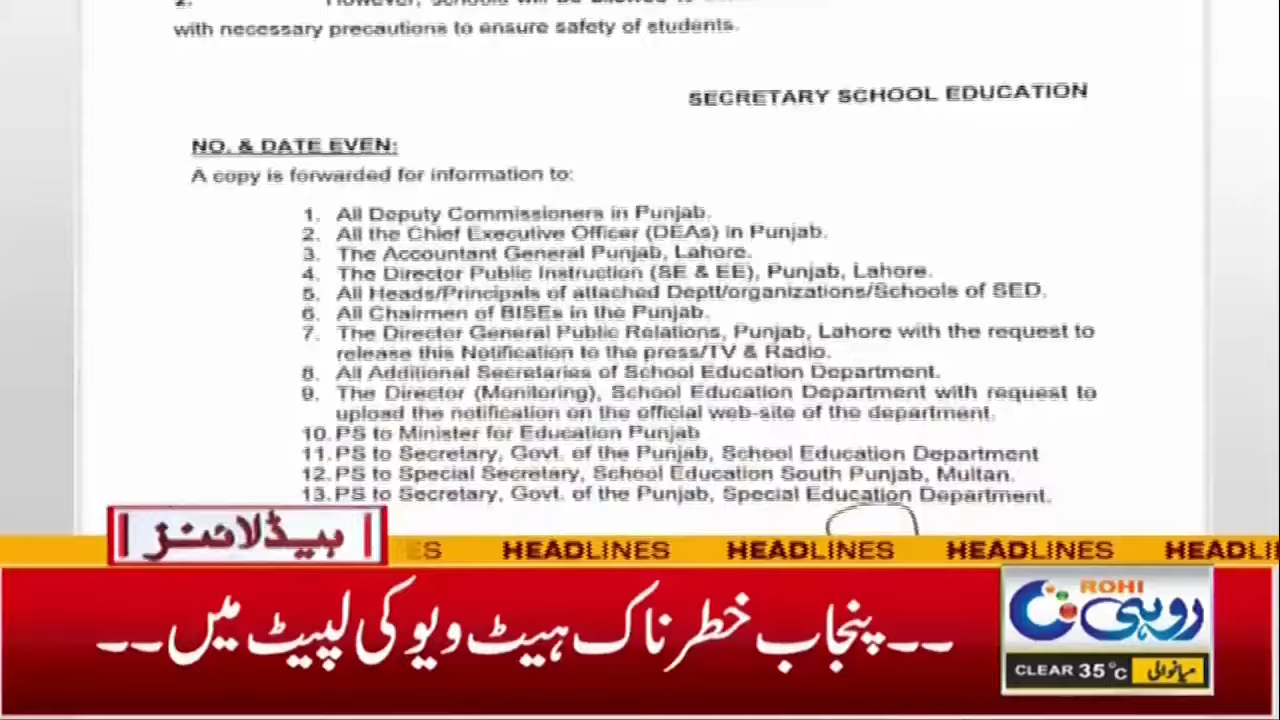 2. However, schools will be allowed to
with necessary precautions to ensure safety of students.
SECRETARY SCHOOL EDUCATION
NO. & DATE EVEN:
A copy is forwarded for information to:
1. All Deputy Commissioners in Punjab.
2. All the Chief Executive Officer (DEAs) in Punjab.
3. The Accountant General Punjab, Lahore.
4. The Director Public Instruction (SE & EE), Punjab, Lahore.
5. All Heads/Principals of attached Deptt/organizations/Schools of SED.
6. All Chairmen of BISEs in the Punjab.
7. The Director General Public Relations, Punjab, Lahore with the request to
release this Notification to the press/TV & Radio.
8. All Additional Secretaries of School Education Department.
9. The Director (Monitoring), School Education Department with request to
upload the notification on the official web-site of the department.
10. PS to Minister for Education Punjab
11. PS to Secretary, Govt. of the Punjab, School Education Department
12. PS to Special Secretary, School Education South Punjab, Multan.
13. PS to Secretary, Govt. of the Punjab, Special Education Department.
ہیڈلائنز
ES HEADLINES HEADLINES HEADLINES HEADLI
۔۔ پنجاب خطرناک ہیٹ ویو کی لپیٹ میں ۔۔
ROHI
روہی
CLEAR 35°C میانوالی